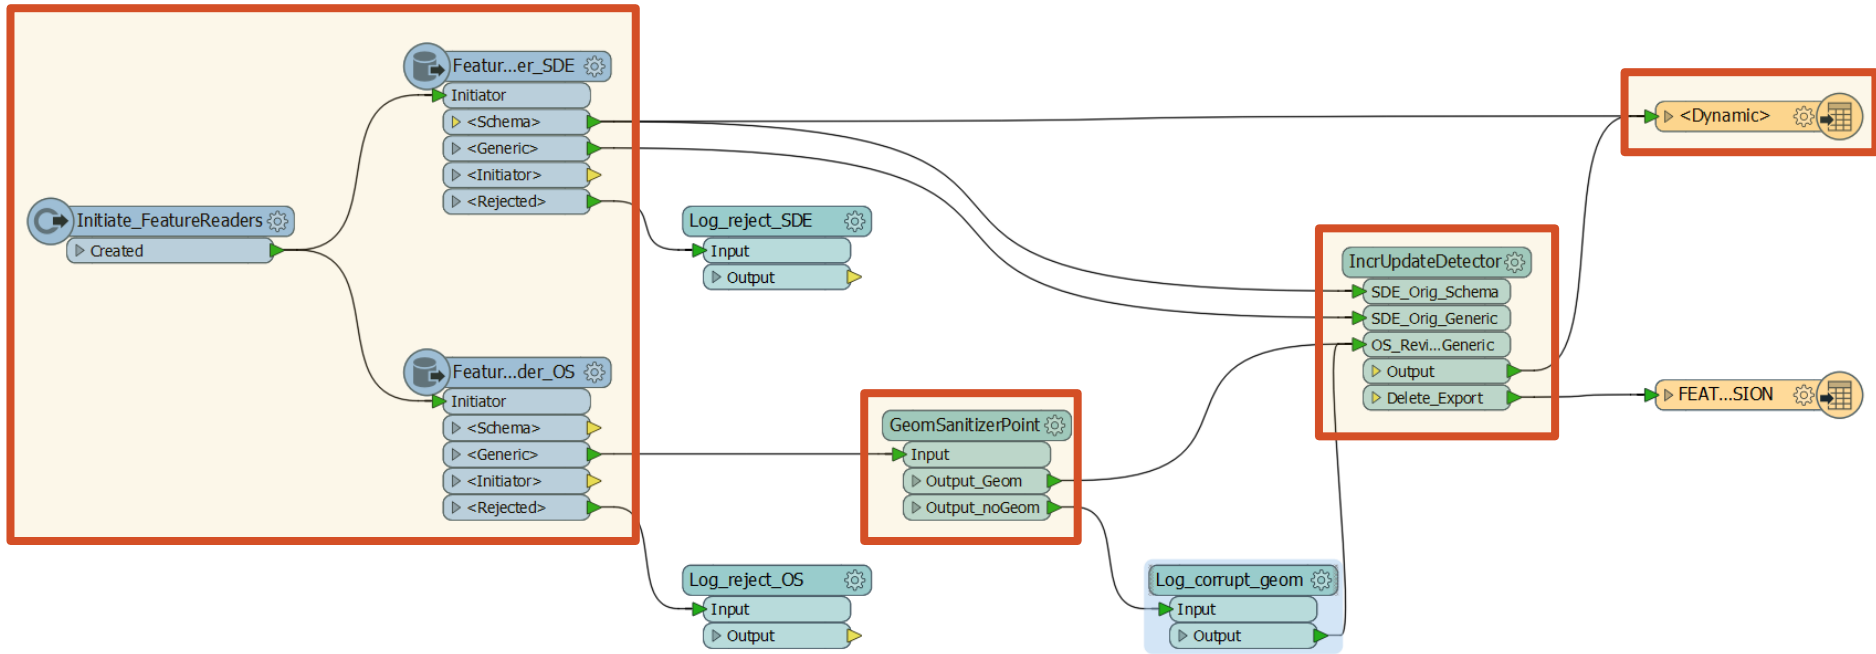 Initiate_FeatureReaders
Created
Featur...er_SDE
Initiator
<Schema>
<Generic>
<Initiator>
<Rejected>
Featur...der_OS
Initiator
<Schema>
<Generic>
<Initiator>
<Rejected>
Log_reject_SDE
Input
Output
Log_reject_OS
Input
Output
GeomSanitizerPoint
Input
Output_Geom
Output_noGeom
Log_corrupt_geom
Input
Output
IncrUpdateDetector
SDE_Orig_Schema
SDE_Orig_Generic
OS_Revi...Generic
Output
Delete_Export
<Dynamic>
FEAT...SION